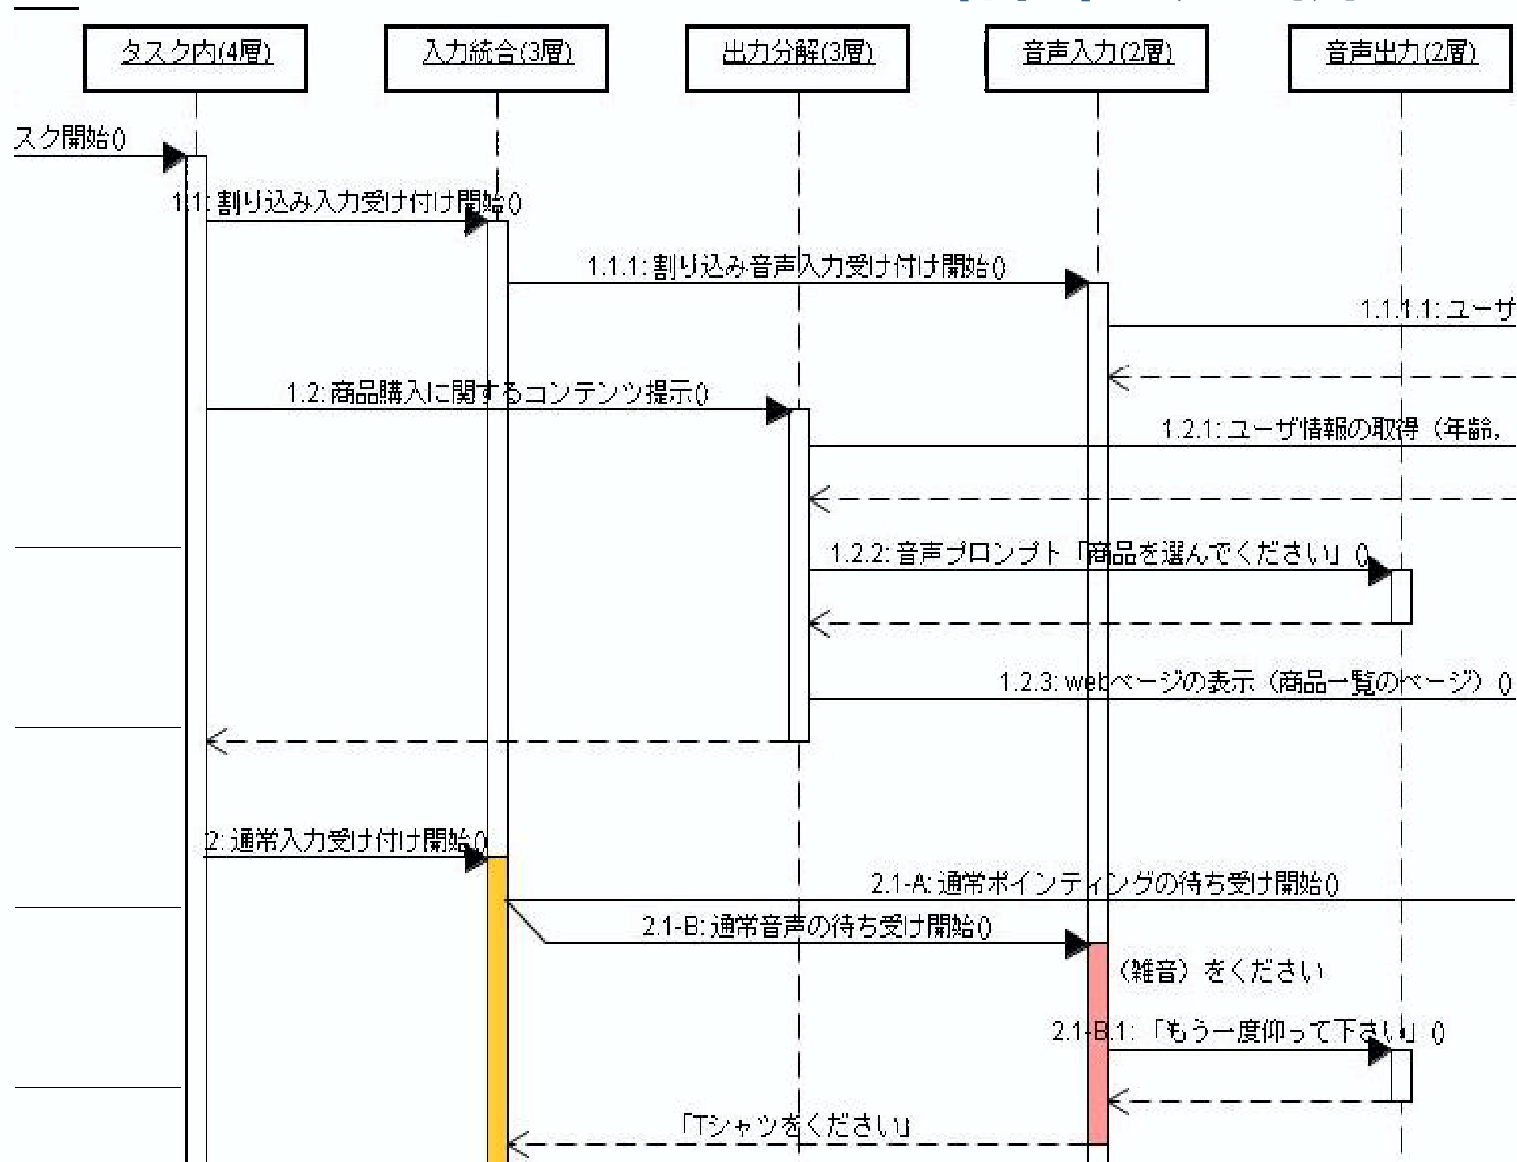 タスク内(4層)
入力統合(3層)
出力分解(3層)
音声入力(2層)
音声出力(2層)
スク開始()
1.1: 割り込み入力受け付け開始()
1.1.1: 割り込み音声入力受け付け開始()
1.1.1.1: ユーザ
1.2: 商品購入に関するコンテンツ提示()
1.2.1: ユーザ情報の取得（年齢，
1.2.2: 音声プロンプト「商品を選んでください」()
1.2.3: webページの表示（商品一覧のページ）()
2: 通常入力受け付け開始()
2.1-A: 通常ポインティングの待ち受け開始()
2.1-B: 通常音声の待ち受け開始()
（雑音）をください
2.1-B.1: 「もう一度仰って下さい」()
「Tシャツをください」